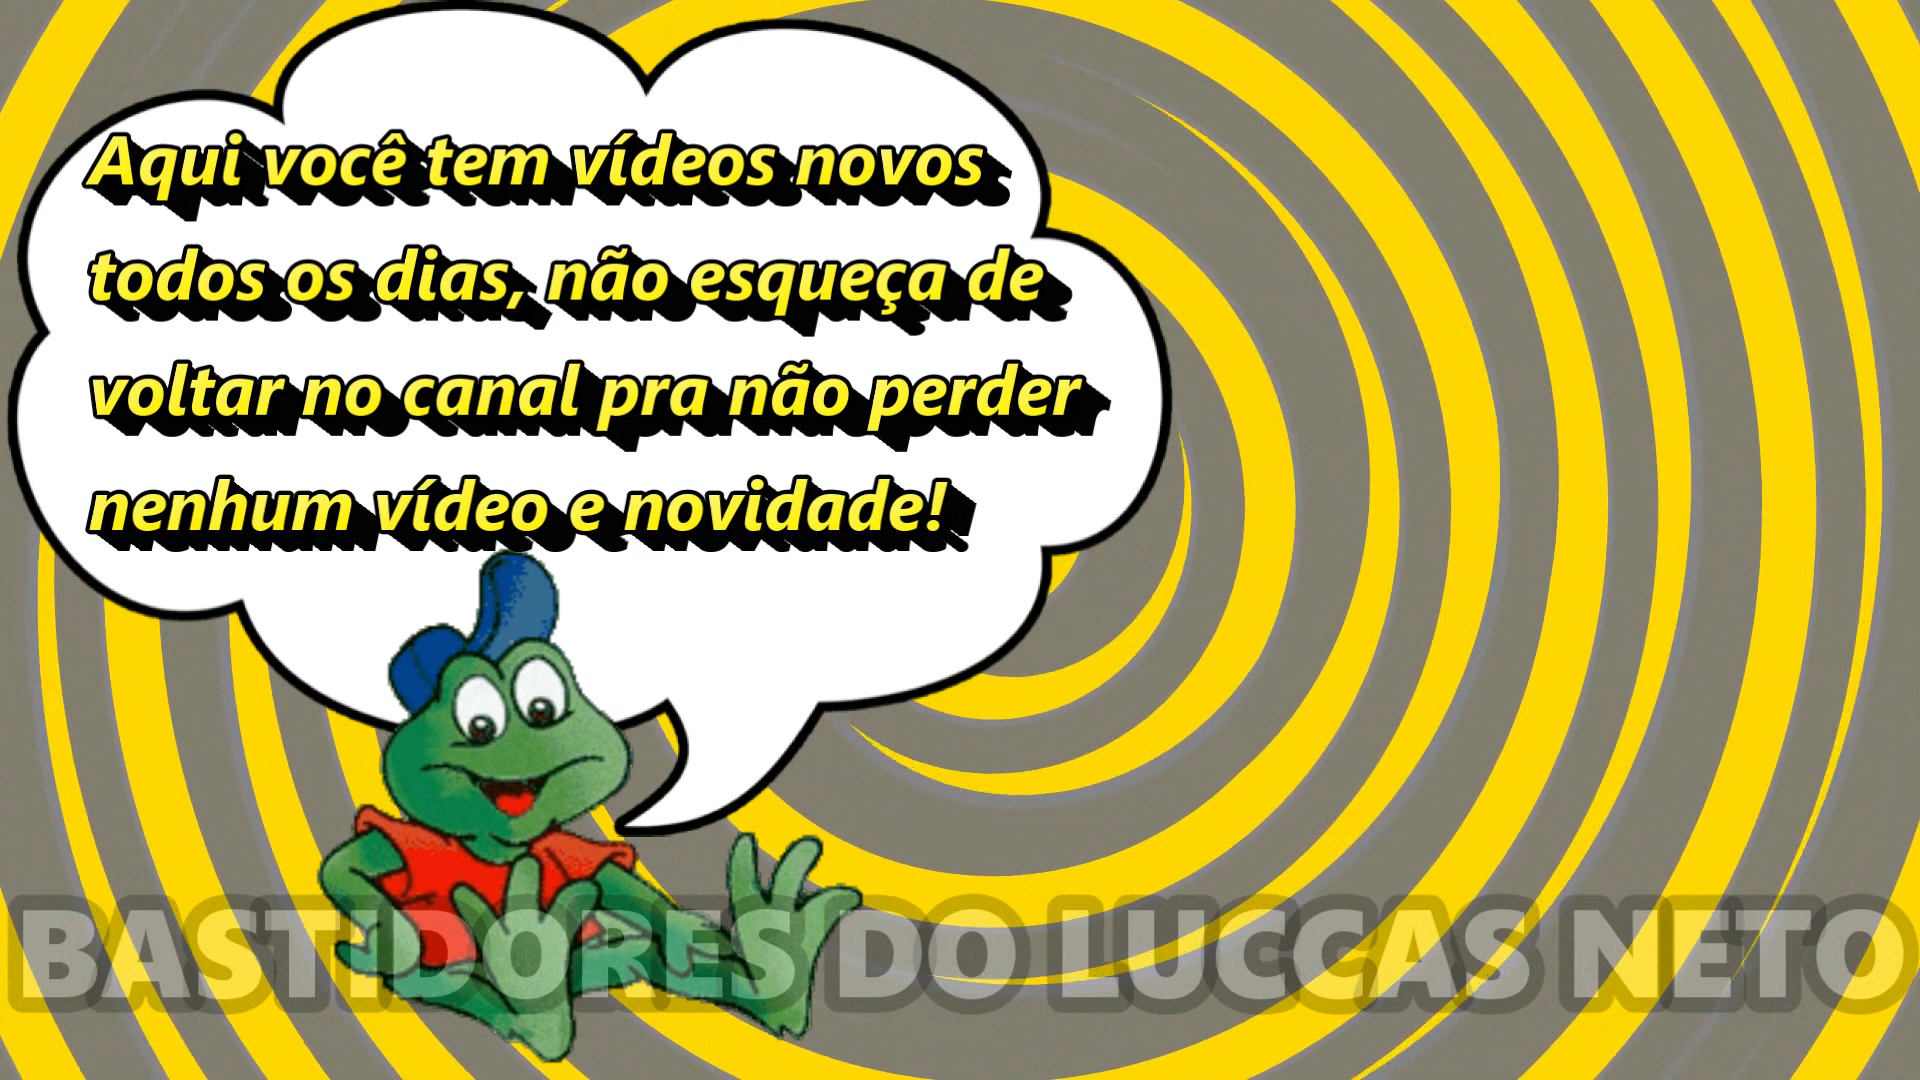 Aqui você tem vídeos novos
todos os dias, não esqueça de
voltar no canal pra não perder
nenhum vídeo e novidade!
BASTIDORES DO LUCCAS NETO